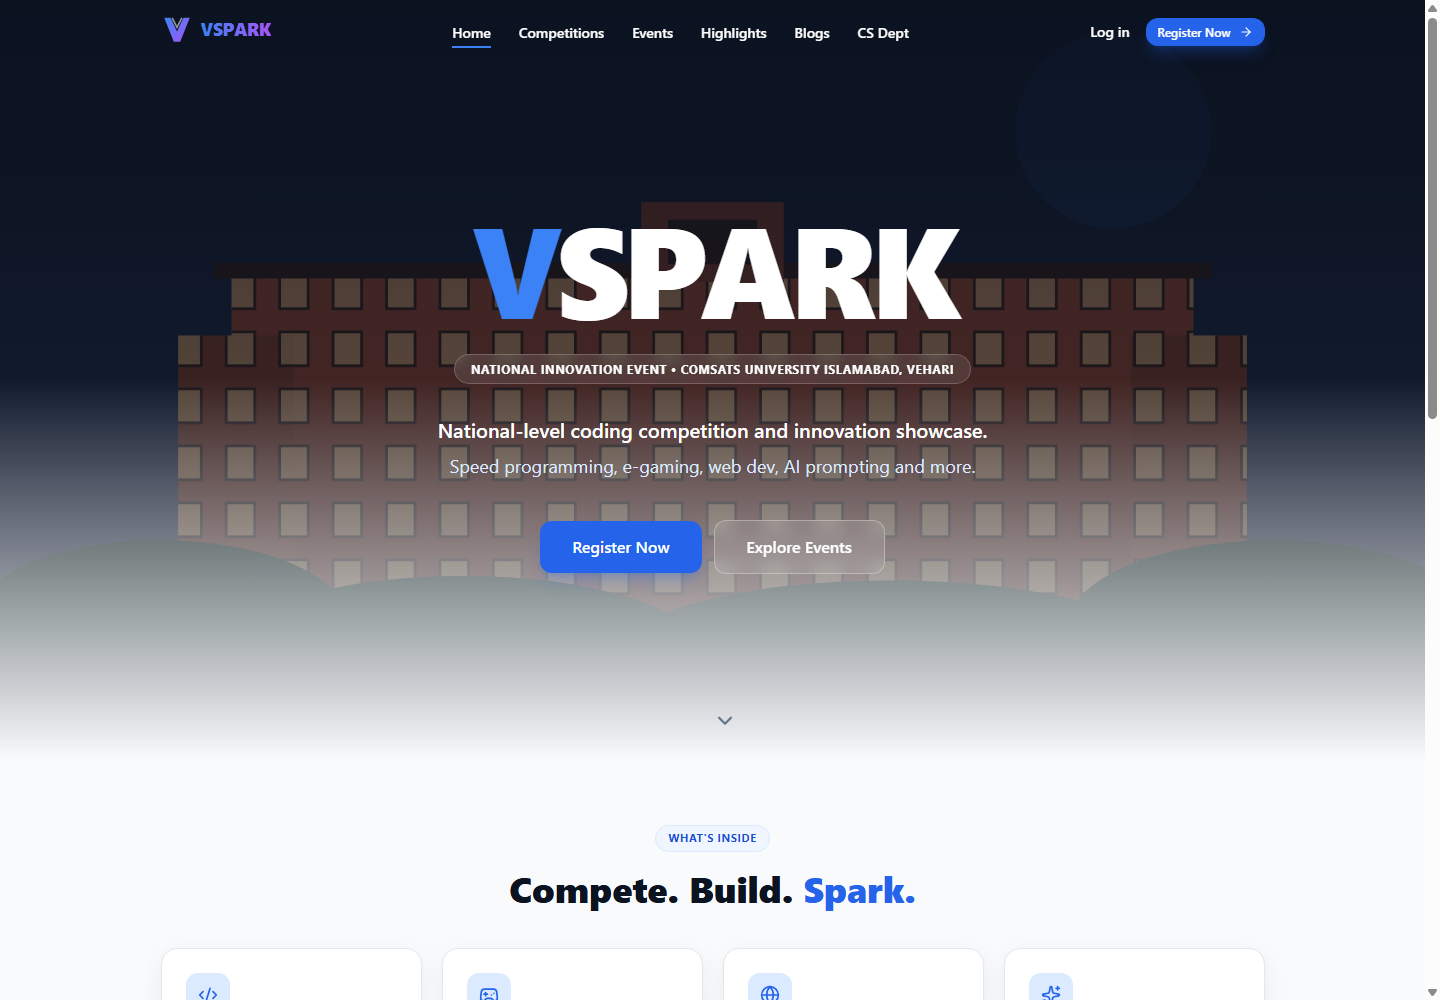 VSPARK
Home
Competitions
Events
Highlights
Blogs
CS Dept
Log in
Register Now
VSPARK
NATIONAL INNOVATION EVENT • COMSATS UNIVERSITY ISLAMABAD, VEHARI
National-level coding competition and innovation showcase.
Speed programming, e-gaming, web dev, AI prompting and more.
Register Now
Explore Events
WHAT'S INSIDE
Compete. Build. Spark.